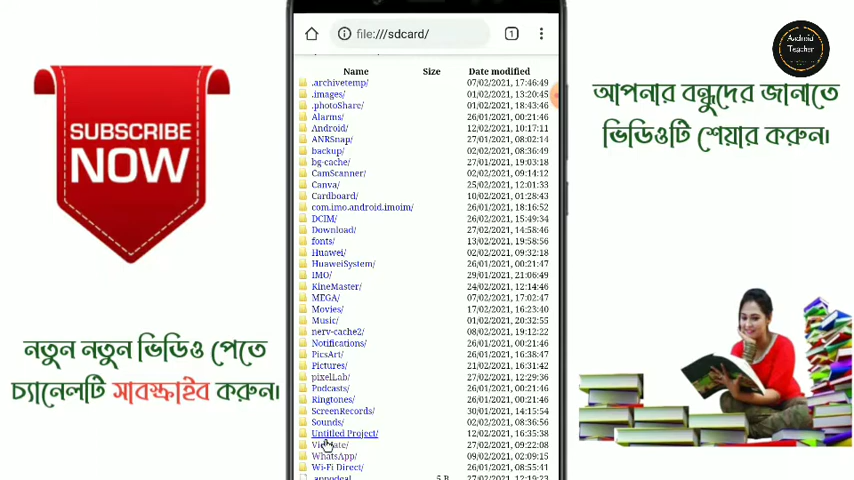 file:///sdcard/
1
Android
Teacher
Name Size Date modified
.archivetemp/ 07/02/2021, 17:46:49
.images/ 01/02/2021, 13:20:45
.photoShare/ 01/02/2021, 18:43:46
Alarms/ 26/01/2021, 00:21:46
Android/ 12/02/2021, 10:17:11
ANRSnap/ 27/01/2021, 08:02:14
backup/ 02/02/2021, 08:36:49
bg-cache/ 27/01/2021, 19:03:18
CamScanner/ 02/02/2021, 09:14:12
Canva/ 25/02/2021, 12:01:33
Cardboard/ 10/02/2021, 01:28:43
com.imo.android.imoim/ 26/01/2021, 18:16:52
DCIM/ 26/02/2021, 15:49:34
Download/ 27/02/2021, 14:58:46
fonts/ 13/02/2021, 19:58:56
Huawei/ 02/02/2021, 09:32:18
HuaweiSystem/ 26/01/2021, 00:21:47
IMO/ 29/01/2021, 21:06:49
KineMaster/ 24/02/2021, 12:14:46
MEGA/ 07/02/2021, 17:02:47
Movies/ 17/02/2021, 16:23:40
Music/ 01/02/2021, 20:32:55
nerv-cache2/ 08/02/2021, 19:12:22
Notifications/ 26/01/2021, 00:21:46
PicsArt/ 26/01/2021, 16:38:47
Pictures/ 21/02/2021, 16:31:42
pixelLab/ 27/02/2021, 12:29:36
Podcasts/ 26/01/2021, 00:21:46
Ringtones/ 26/01/2021, 00:21:46
ScreenRecords/ 30/01/2021, 14:15:54
Sounds/ 02/02/2021, 08:36:56
Untitled Project/ 12/02/2021, 16:35:38
27/02/2021, 09:22:08
WhatsApp/ 09/02/2021, 02:09:15
Wi-Fi Direct/ 26/01/2021, 08:55:41
.appodeal 5 B 27/02/2021, 12:19:23
SUBSCRIBE
NOW
নতুন নতুন ভিডিও পেতে
চ্যানেলটি সাবস্ক্রাইব করুন।
আপনার বন্ধুদের জানাতে
ভিডিওটি শেয়ার করুন।